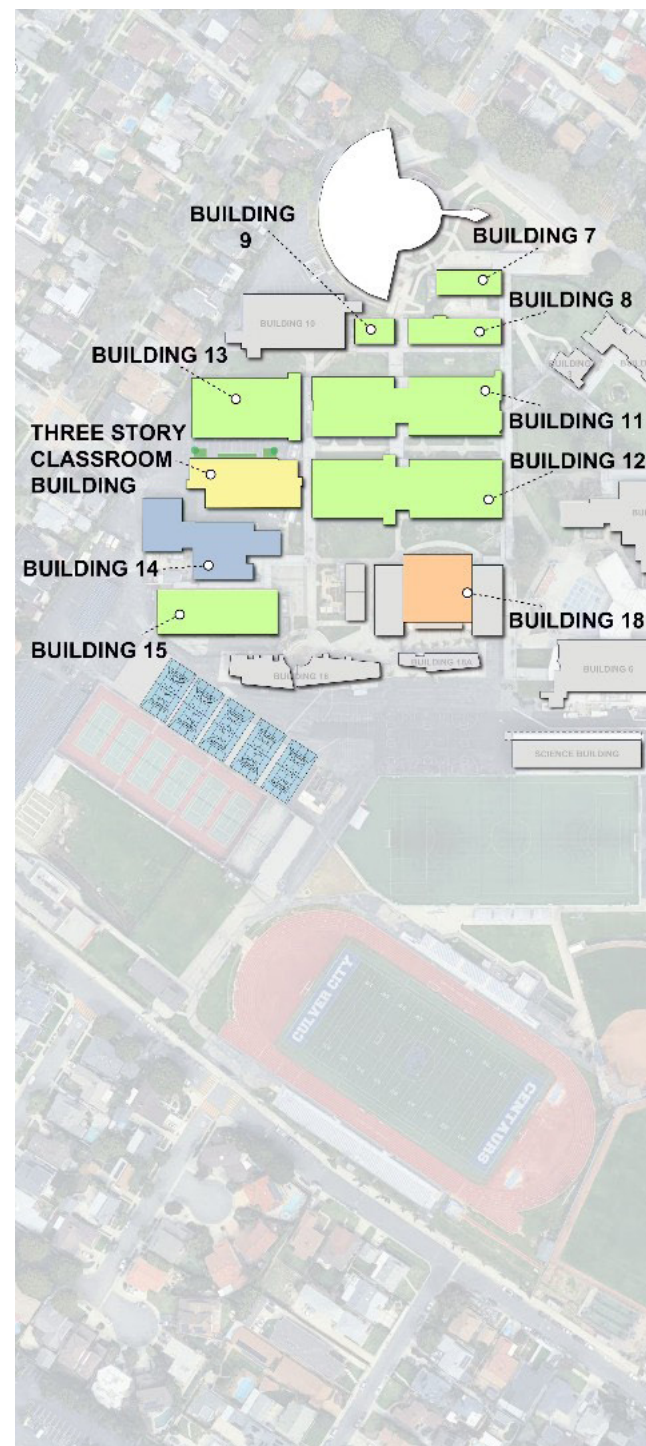 BUILDING
9
BUILDING 7
BUILDING 8
BUILDING 10
BUILDING 13
BUILDING 11
THREE STORY
CLASSROOM
BUILDING
BUILDING 12
BUILDING 14
BUILDING 18
BUILDING 15
BUILDING 16
BUILDING 18A
BUILDING 6
SCIENCE BUILDING
CULVER CITY
CENTAURS